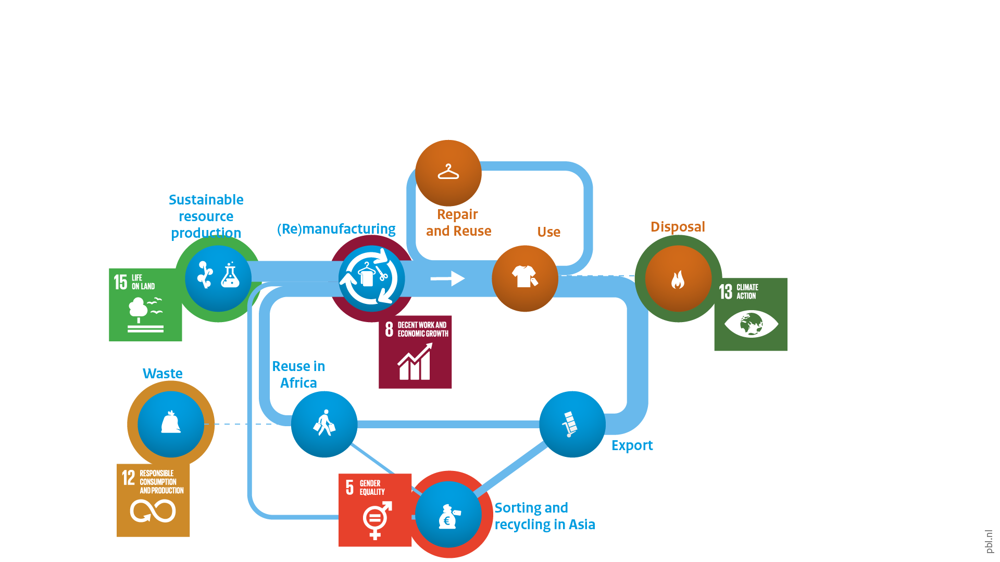 Sustainable
resource
production
(Re)manufacturing
Repair
and Reuse
Use
Disposal
15 LIFE
ON LAND
13 CLIMATE
ACTION
8 DECENT WORK AND
ECONOMIC GROWTH
Waste
Reuse in
Africa
Export
12 RESPONSIBLE
CONSUMPTION
AND PRODUCTION
5 GENDER
EQUALITY
€
Sorting and
recycling in Asia
pbl.nl